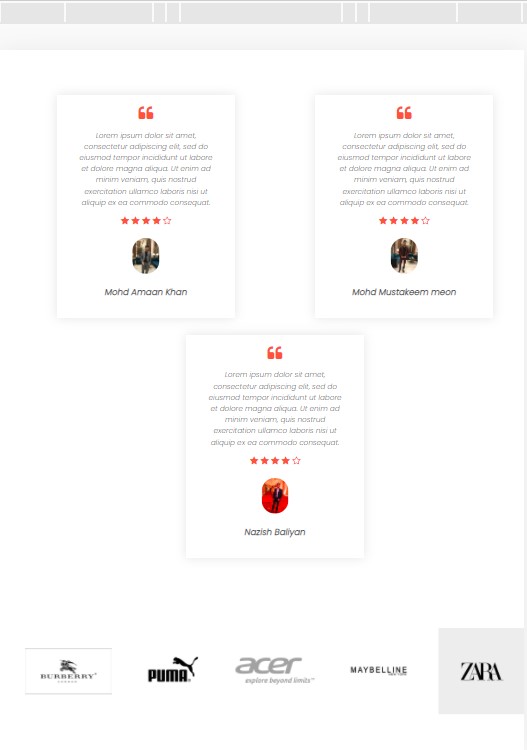 Lorem ipsum dolor sit amet,
consectetur adipiscing elit, sed do
eiusmod tempor incididunt ut labore
et dolore magna aliqua. Ut enim ad
minim veniam, quis nostrud
exercitation ullamco laboris nisi ut
aliquip ex ea commodo consequat.
Mohd Amaan Khan
Lorem ipsum dolor sit amet,
consectetur adipiscing elit, sed do
eiusmod tempor incididunt ut labore
et dolore magna aliqua. Ut enim ad
minim veniam, quis nostrud
exercitation ullamco laboris nisi ut
aliquip ex ea commodo consequat.
Mohd Mustakeem meon
Lorem ipsum dolor sit amet,
consectetur adipiscing elit, sed do
eiusmod tempor incididunt ut labore
et dolore magna aliqua. Ut enim ad
minim veniam, quis nostrud
exercitation ullamco laboris nisi ut
aliquip ex ea commodo consequat.
Nazish Baliyan
BURBERRY
LONDON
PUMA
acer
explore beyond limits™
MAYBELLINE
NEW YORK
ZARA